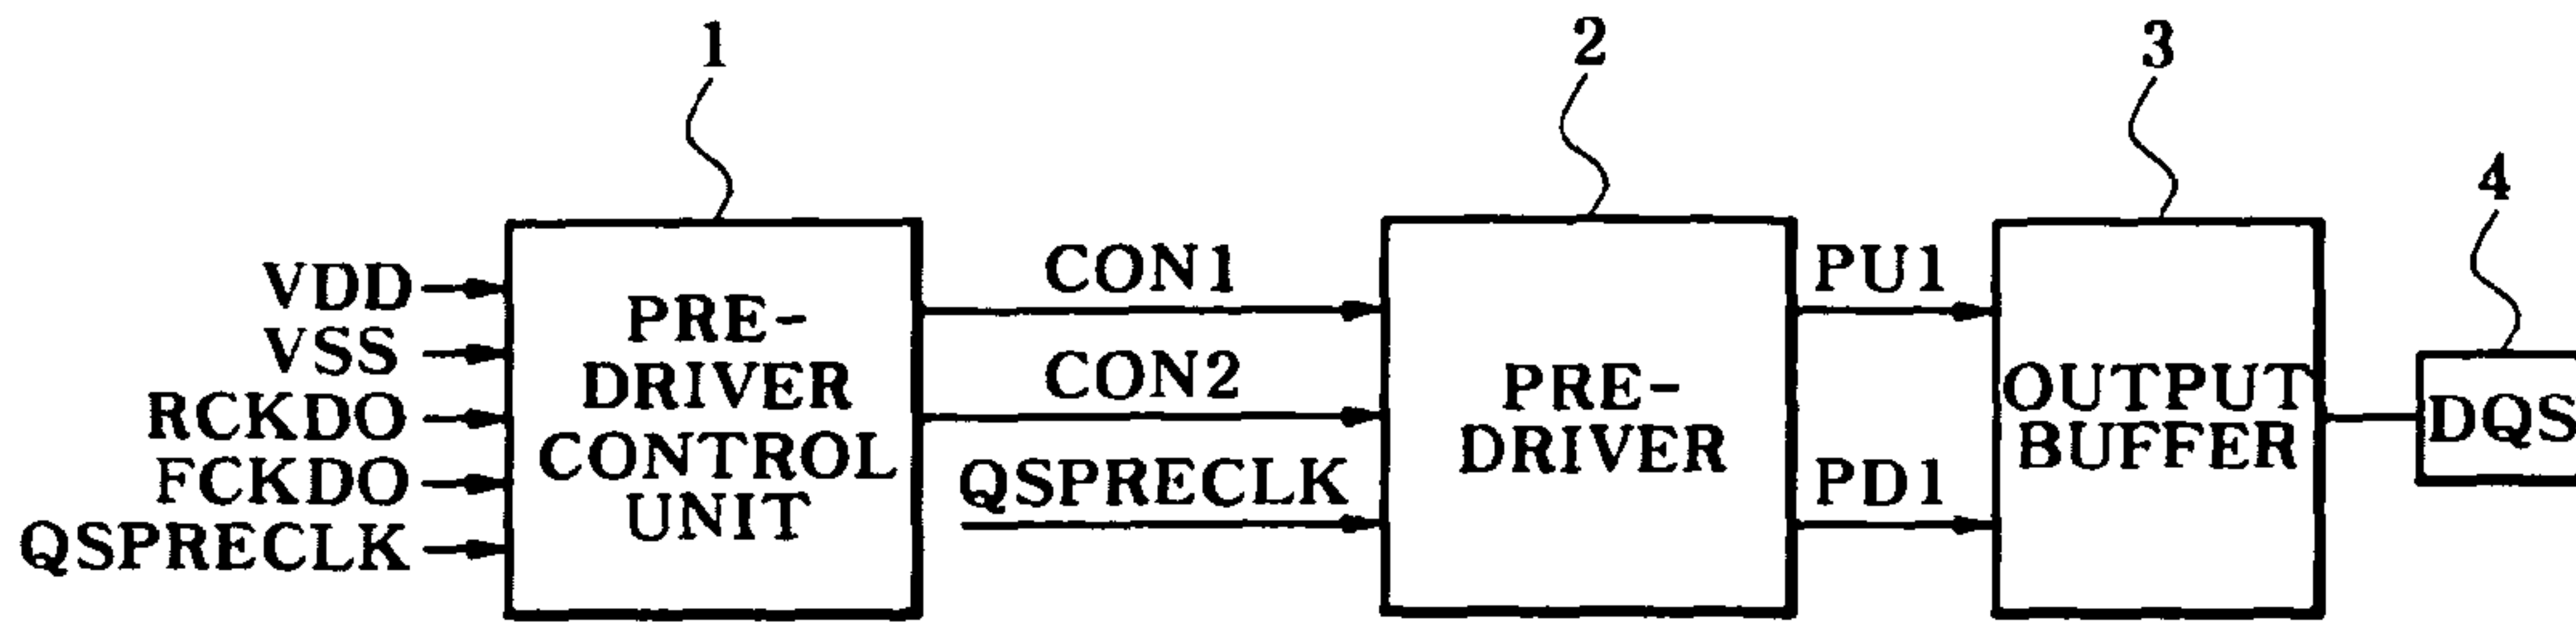 1
2
3
4
VDD
VSS
RCKDO
FCKDO
QSPRECLK
PRE-
DRIVER
CONTROL
UNIT
CON1
CON2
QSPRECLK
PRE-
DRIVER
PU1
PD1
OUTPUT
BUFFER
DQS